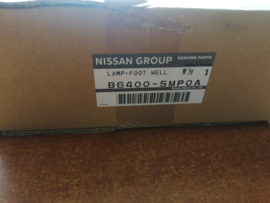 NISSAN GROUP GENUINE PARTS
LAMP-FOOT WELL 1
B6400-5MP0A